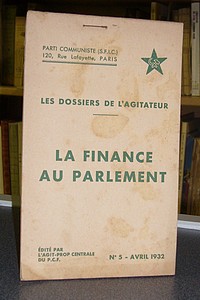 PARTI COMMUNISTE (S.F.I.C.)
120, Rue Lafayette, PARIS
LES DOSSIERS DE L'AGITATEUR
LA FINANCE
AU PARLEMENT
ÉDITÉ PAR
L'AGIT-PROP CENTRALE
DU P.C.F.
N° 5 - AVRIL 1932